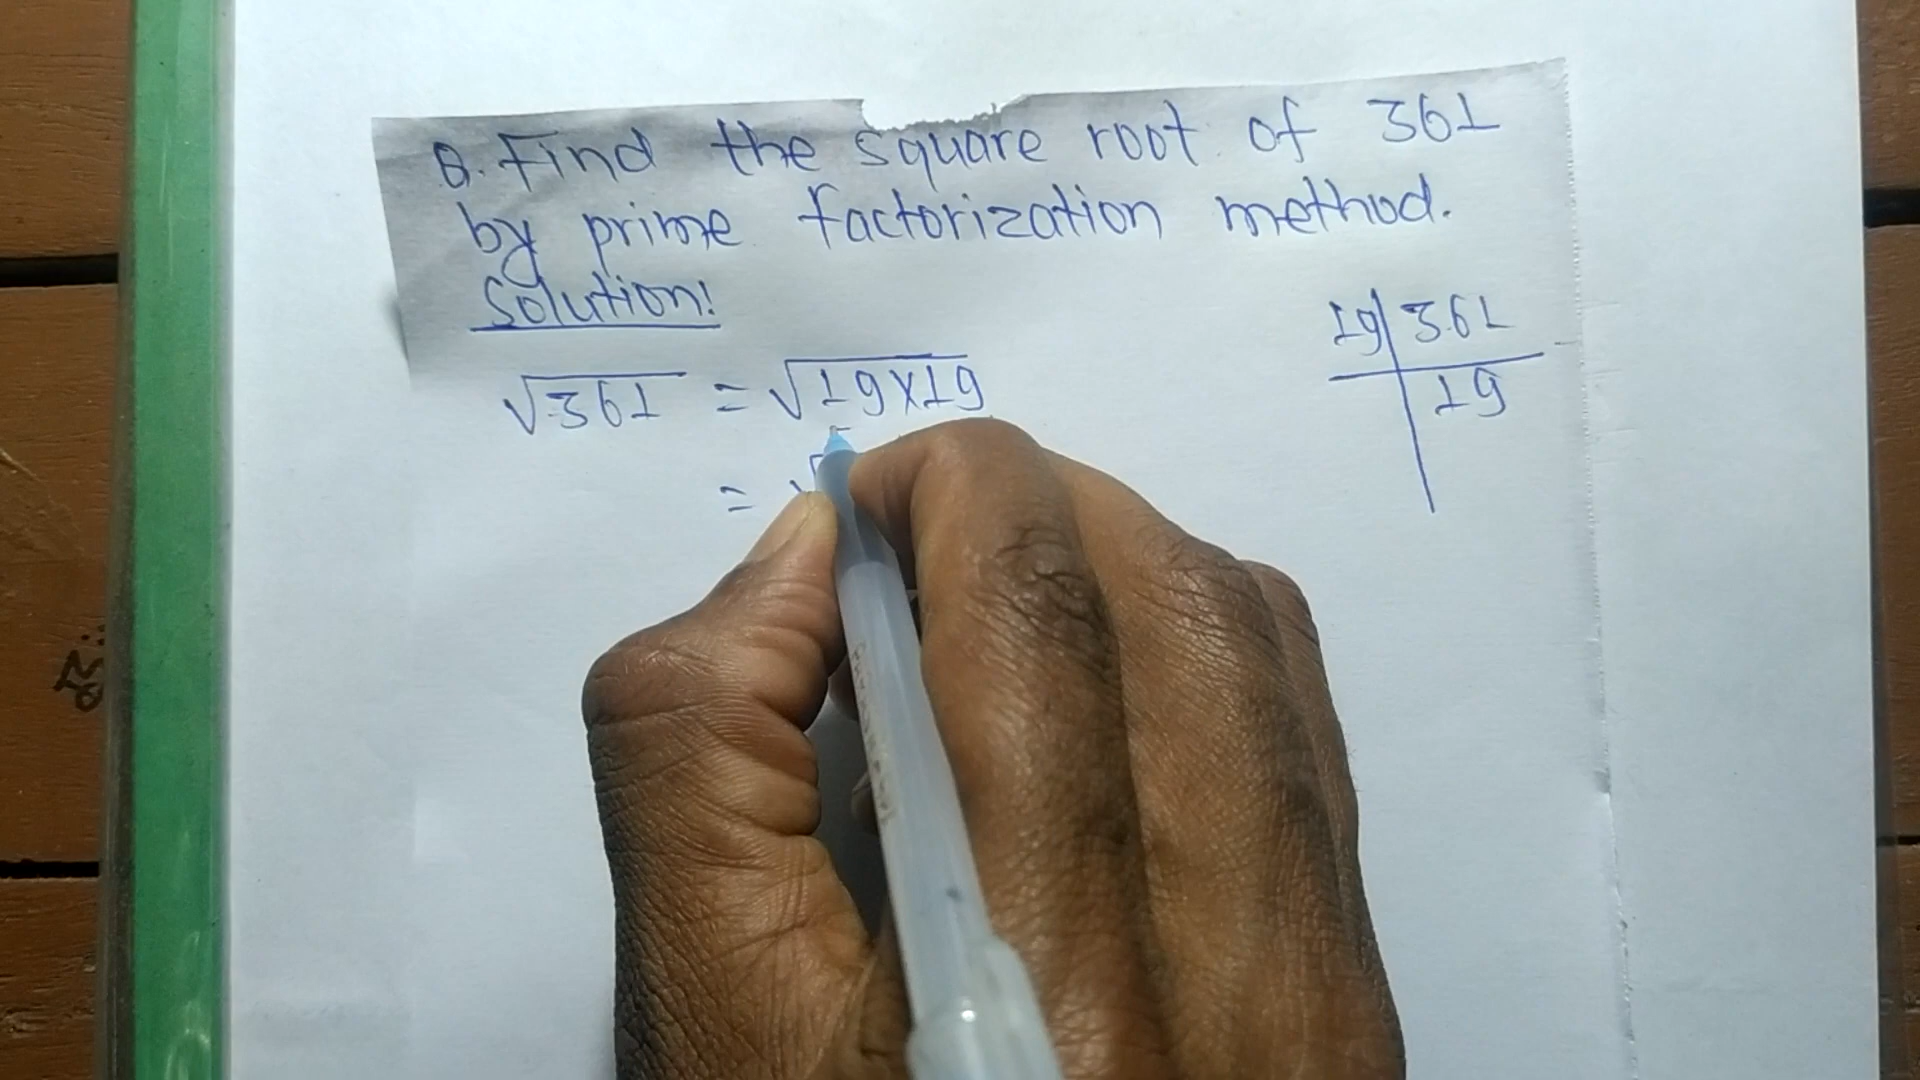 Q. Find the square root of 361
by prime factorization method.
Solution!
√361 = √19×19
= √
19|361
19